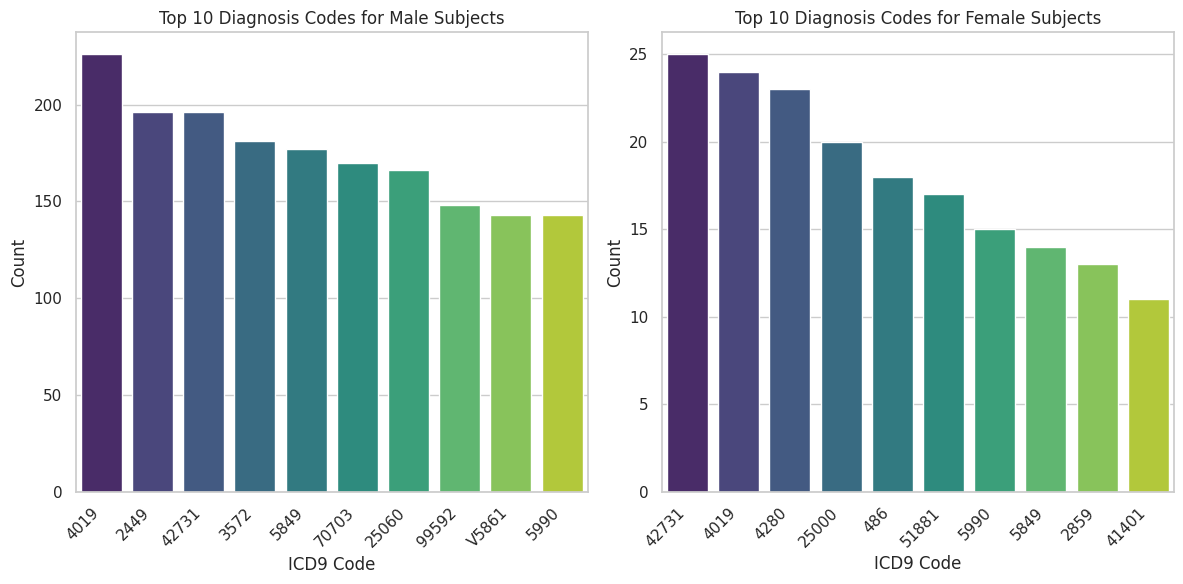 Top 10 Diagnosis Codes for Male Subjects
Count
200
150
100
50
0
4019 2449 42731 3572 5849 70703 25060 99592 V5861 5990
ICD9 Code
Top 10 Diagnosis Codes for Female Subjects
Count
25
20
15
10
5
0
42731 4019 4280 25000 486 51881 5990 5849 2859 41401
ICD9 Code